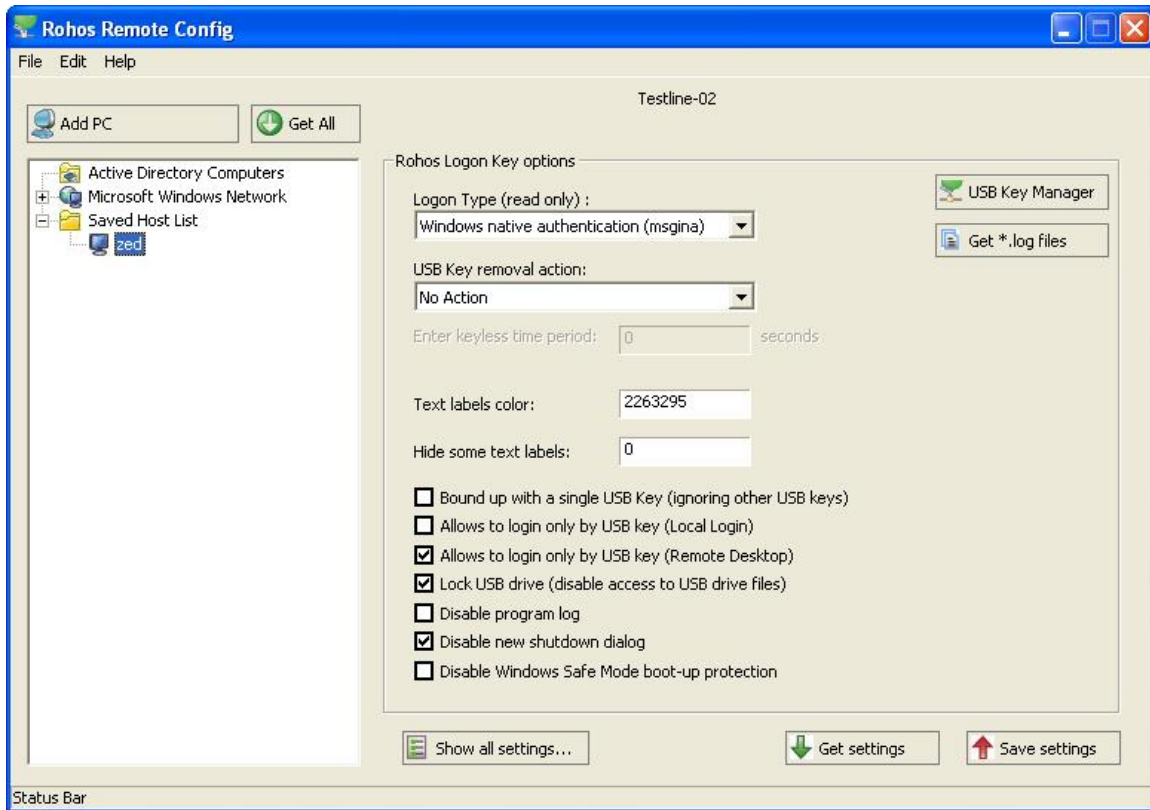 Rohos Remote Config
File Edit Help
Testline-02
Add PC
Get All
Active Directory Computers
Microsoft Windows Network
Saved Host List
zed
Rohos Logon Key options
Logon Type (read only) :
Windows native authentication (msgina)
USB Key Manager
Get *.log files
USB Key removal action:
No Action
Enter keyless time period: 0 seconds
Text labels color: 2263295
Hide some text labels: 0
Bound up with a single USB Key (ignoring other USB keys)
Allows to login only by USB key (Local Login)
Allows to login only by USB key (Remote Desktop)
Lock USB drive (disable access to USB drive files)
Disable program log
Disable new shutdown dialog
Disable Windows Safe Mode boot-up protection
Show all settings...
Get settings
Save settings
Status Bar